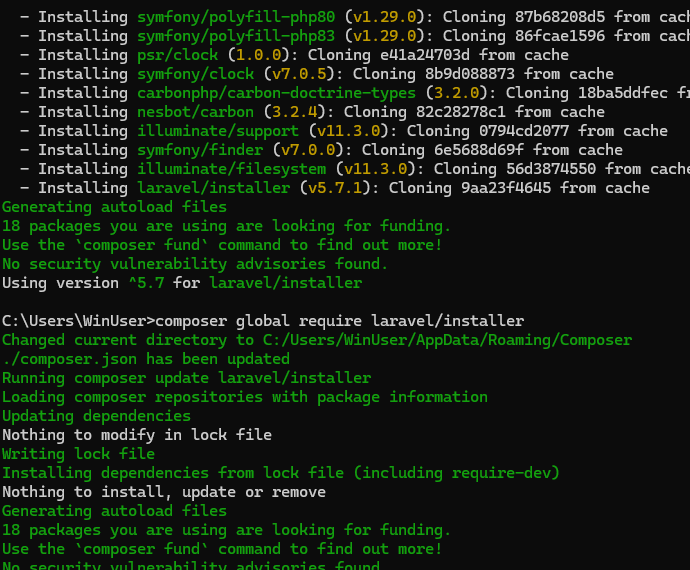 - Installing symfony/polyfill-php80 (v1.29.0): Cloning 87b68208d5 from cach
- Installing symfony/polyfill-php83 (v1.29.0): Cloning 86fcae1596 from cach
- Installing psr/clock (1.0.0): Cloning e41a24703d from cache
- Installing symfony/clock (v7.0.5): Cloning 8b9d088873 from cache
- Installing carbonphp/carbon-doctrine-types (3.2.0): Cloning 18ba5ddfec fr
- Installing nesbot/carbon (3.2.4): Cloning 82c28278c1 from cache
- Installing illuminate/support (v11.3.0): Cloning 0794cd2077 from cache
- Installing symfony/finder (v7.0.0): Cloning 6e5688d69f from cache
- Installing illuminate/filesystem (v11.3.0): Cloning 56d3874550 from cache
- Installing laravel/installer (v5.7.1): Cloning 9aa23f4645 from cache
Generating autoload files
18 packages you are using are looking for funding.
Use the `composer fund` command to find out more!
No security vulnerability advisories found.
Using version ^5.7 for laravel/installer
C:\Users\WinUser>composer global require laravel/installer
Changed current directory to C:/Users/WinUser/AppData/Roaming/Composer
./composer.json has been updated
Running composer update laravel/installer
Loading composer repositories with package information
Updating dependencies
Nothing to modify in lock file
Writing lock file
Installing dependencies from lock file (including require-dev)
Nothing to install, update or remove
Generating autoload files
18 packages you are using are looking for funding.
Use the `composer fund` command to find out more!
No security vulnerability advisories found